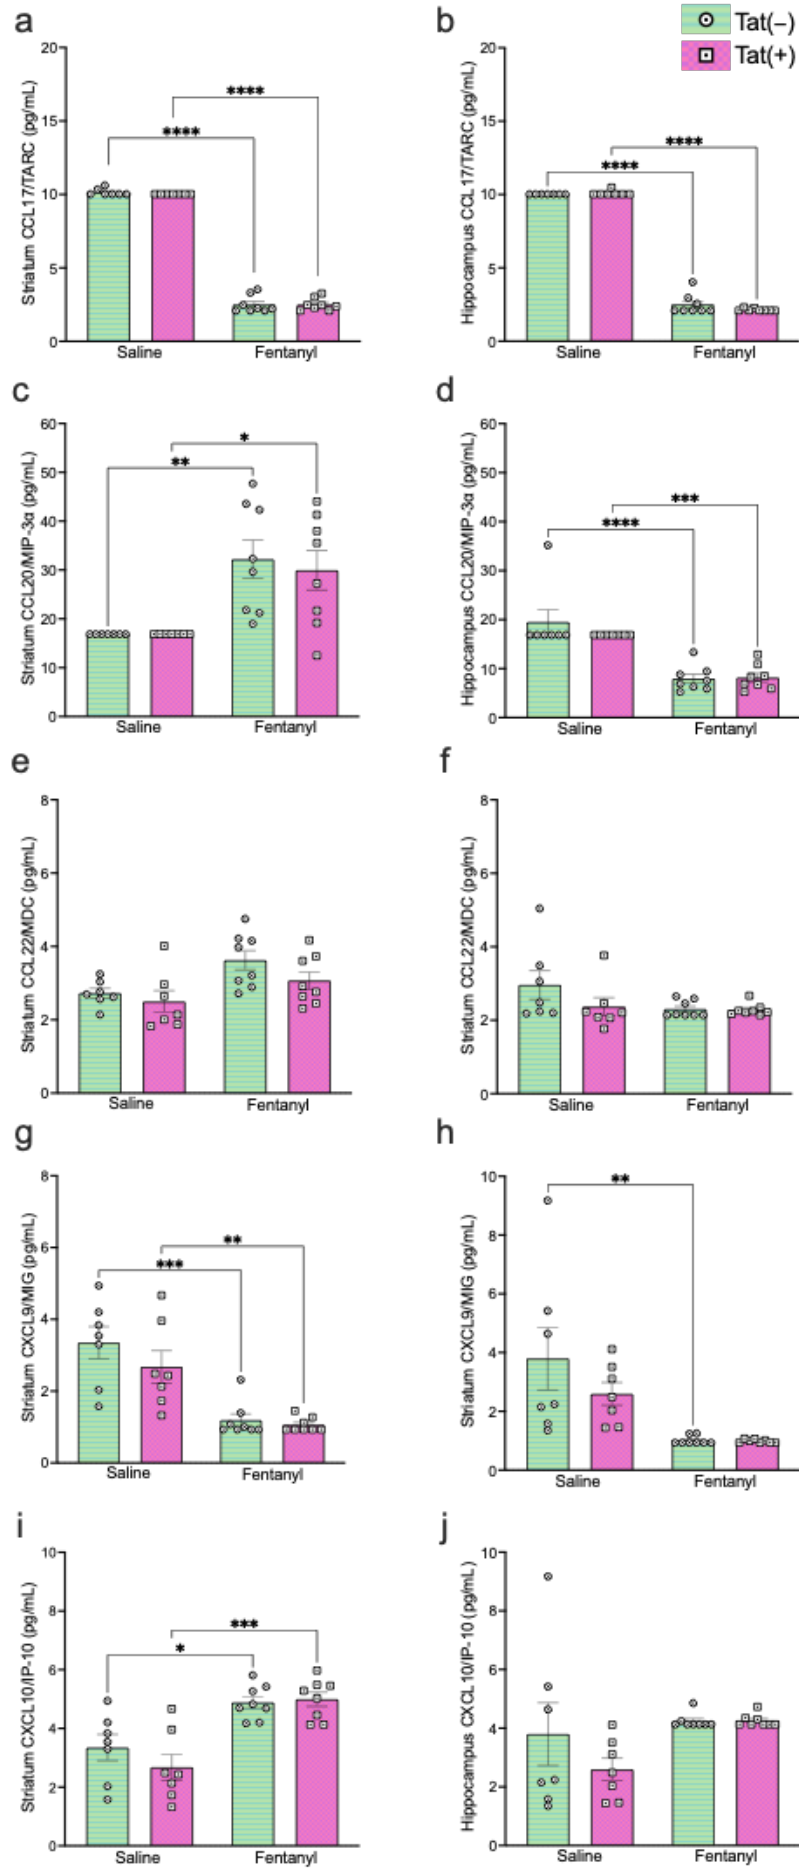 a
b
Tat(−)
Tat(+)
Striatum CCL17/TARC (pg/mL)
20
15
10
5
0
****
****
Saline
Fentanyl
Hippocampus CCL17/TARC (pg/mL)
20
15
10
5
0
****
****
Saline
Fentanyl
c
d
Striatum CCL20/MIP-3α (pg/mL)
60
50
40
30
20
10
0
*
**
Saline
Fentanyl
Hippocampus CCL20/MIP-3α (pg/mL)
60
50
40
30
20
10
0
***
****
Saline
Fentanyl
e
f
Striatum CCL22/MDC (pg/mL)
8
6
4
2
0
Saline
Fentanyl
Striatum CCL22/MDC (pg/mL)
8
6
4
2
0
Saline
Fentanyl
g
h
Striatum CXCL9/MIG (pg/mL)
8
6
4
2
0
**
***
Saline
Fentanyl
Striatum CXCL9/MIG (pg/mL)
10
8
6
4
2
0
**
Saline
Fentanyl
i
j
Striatum CXCL10/IP-10 (pg/mL)
10
8
6
4
2
0
***
*
Saline
Fentanyl
Hippocampus CXCL10/IP-10 (pg/mL)
10
8
6
4
2
0
Saline
Fentanyl